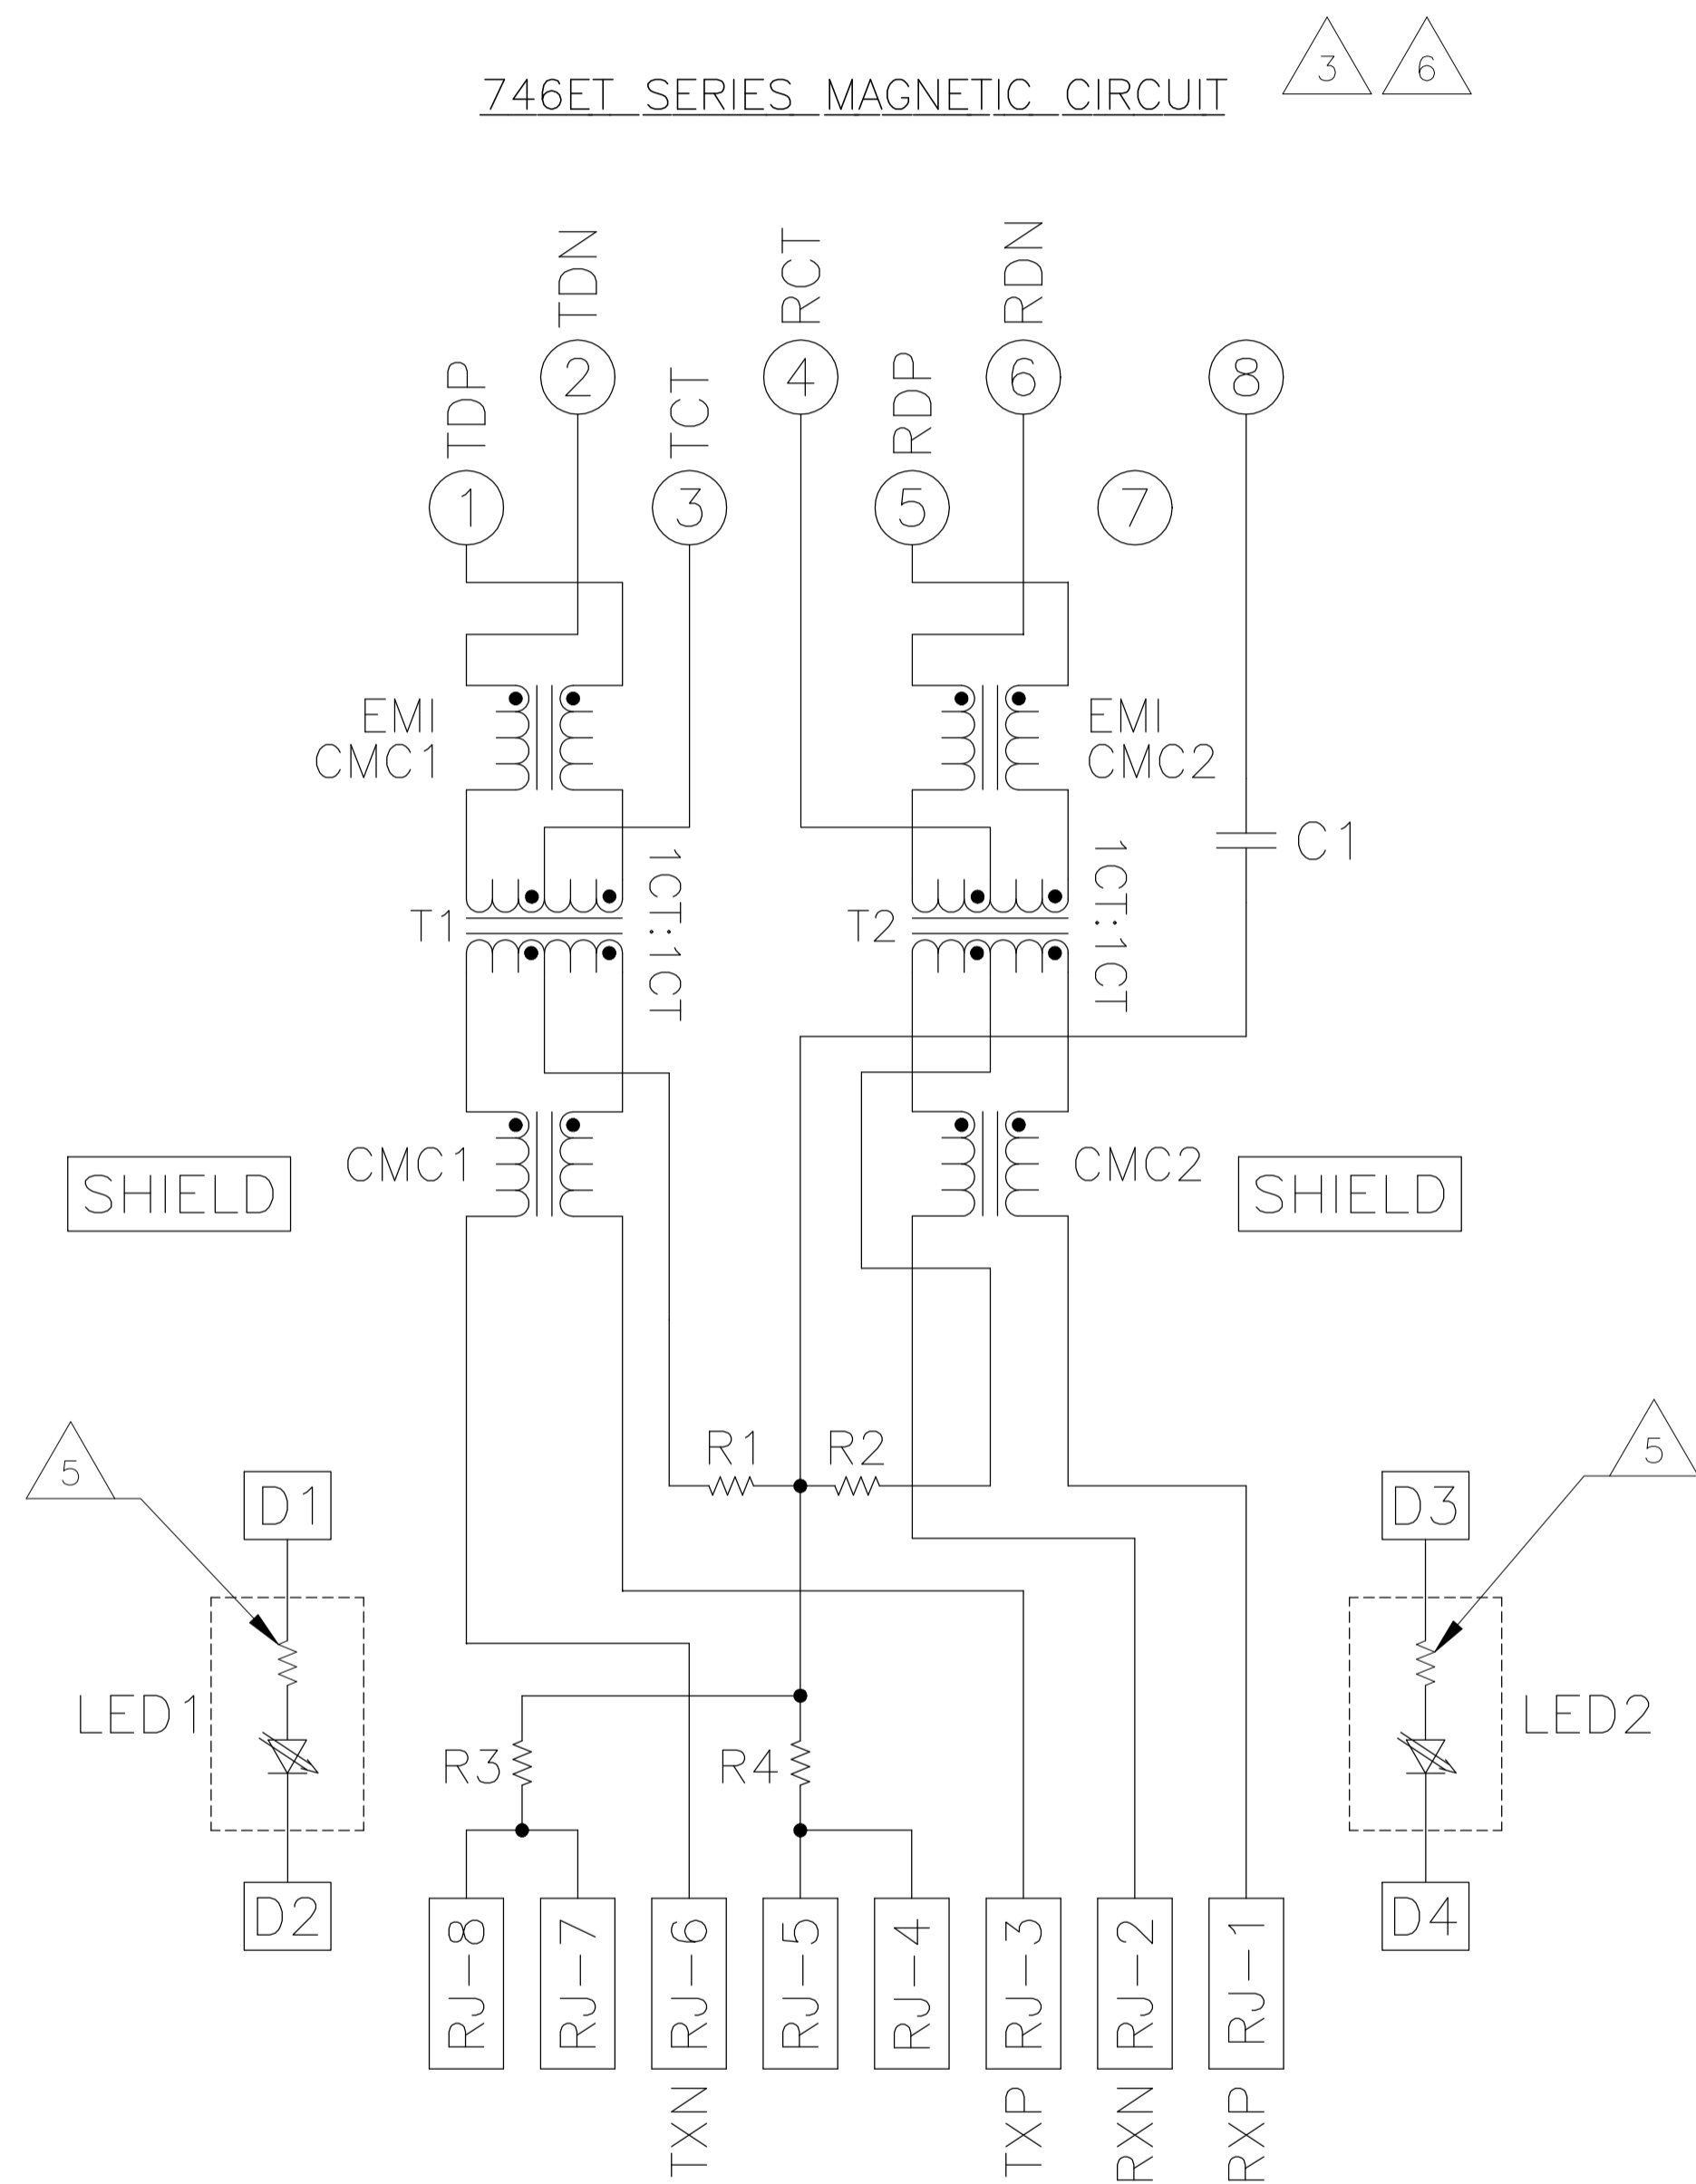 746ET SERIES MAGNETIC CIRCUIT
3
6
TDN
RCT
RDN
TDP
TCT
RDP
2
4
6
8
1
3
5
7
EMI
CMC1
EMI
CMC2
C1
1CT:1CT
1CT:1CT
T1
T2
CMC1
CMC2
SHIELD
SHIELD
R1
R2
5
5
D1
D3
LED1
LED2
R3
R4
D2
D4
RJ-8
RJ-7
RJ-6
RJ-5
RJ-4
RJ-3
RJ-2
RJ-1
TXN
TXP
RXN
RXP